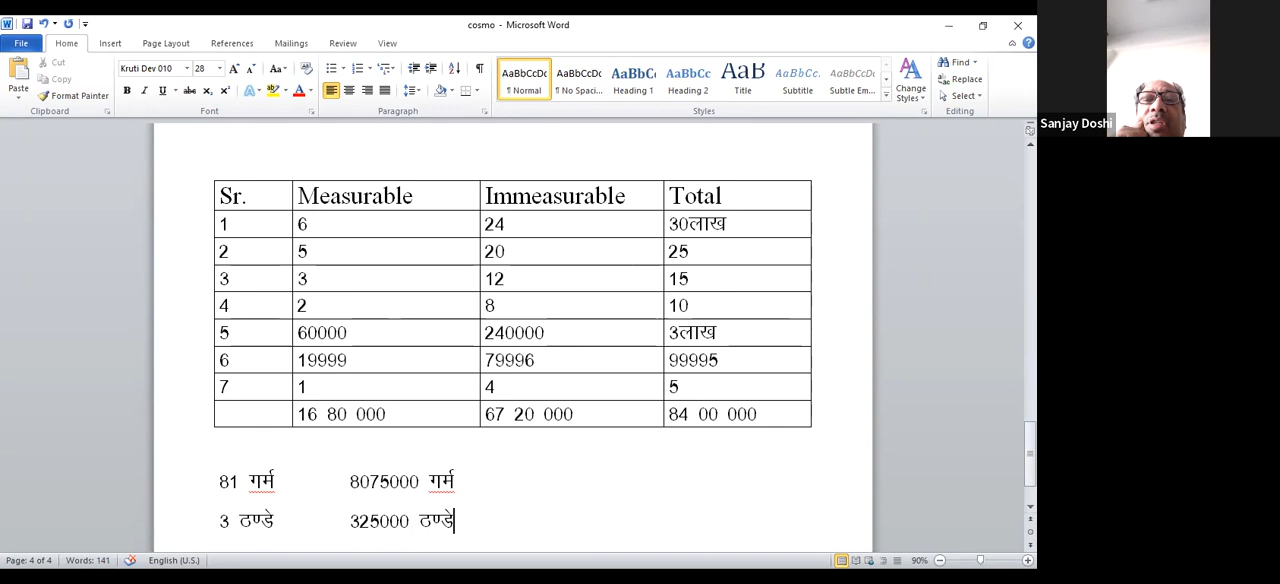 cosmo - Microsoft Word
File Home Insert Page Layout References Mailings Review View
Cut
Copy
Format Painter
Paste
Clipboard
Kruti Dev 010 28
Font
Paragraph
AaBbCcDc AaBbCcDc AaBbC AaBbCc AaB AaBbCc. AaBbCcDc
¶ Normal ¶ No Spaci... Heading 1 Heading 2 Title Subtitle Subtle Em...
Styles
Change Styles
Find
Replace
Select
Editing
Sanjay Doshi
Sr. Measurable Immeasurable Total
1 6 24 30लाख
2 5 20 25
3 3 12 15
4 2 8 10
5 60000 240000 3लाख
6 19999 79996 99995
7 1 4 5
16 80 000 67 20 000 84 00 000
81 गर्म 8075000 गर्म
3 ठण्डे 325000 ठण्डे
Page: 4 of 4 Words: 141 English (U.S.) 90%